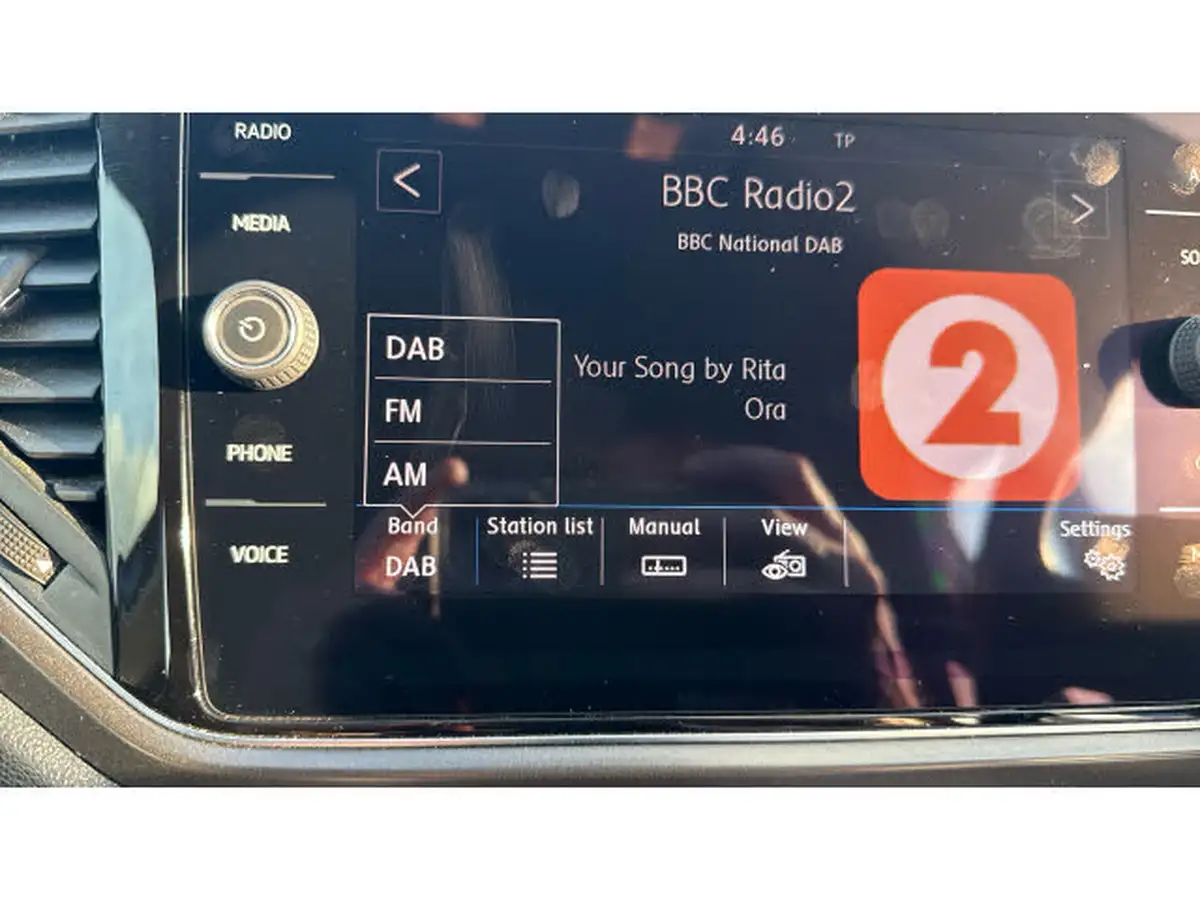 RADIO
4:46 TP
MEDIA
BBC Radio2
BBC National DAB
DAB
FM
AM
Your Song by Rita
Ora
2
PHONE
VOICE
Band
DAB
Station list
Manual
View
Settings